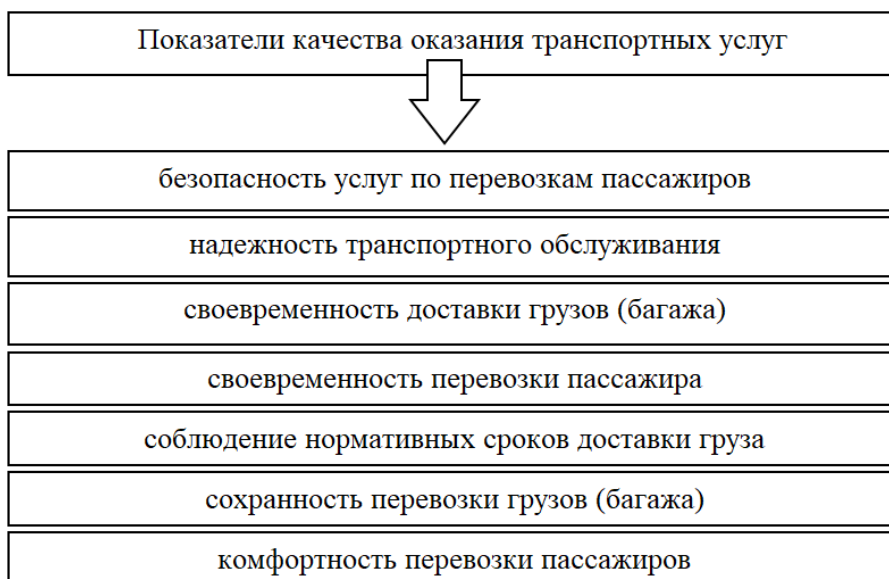 Показатели качества оказания транспортных услуг
безопасность услуг по перевозкам пассажиров
надежность транспортного обслуживания
своевременность доставки грузов (багажа)
своевременность перевозки пассажира
соблюдение нормативных сроков доставки груза
сохранность перевозки грузов (багажа)
комфортность перевозки пассажиров